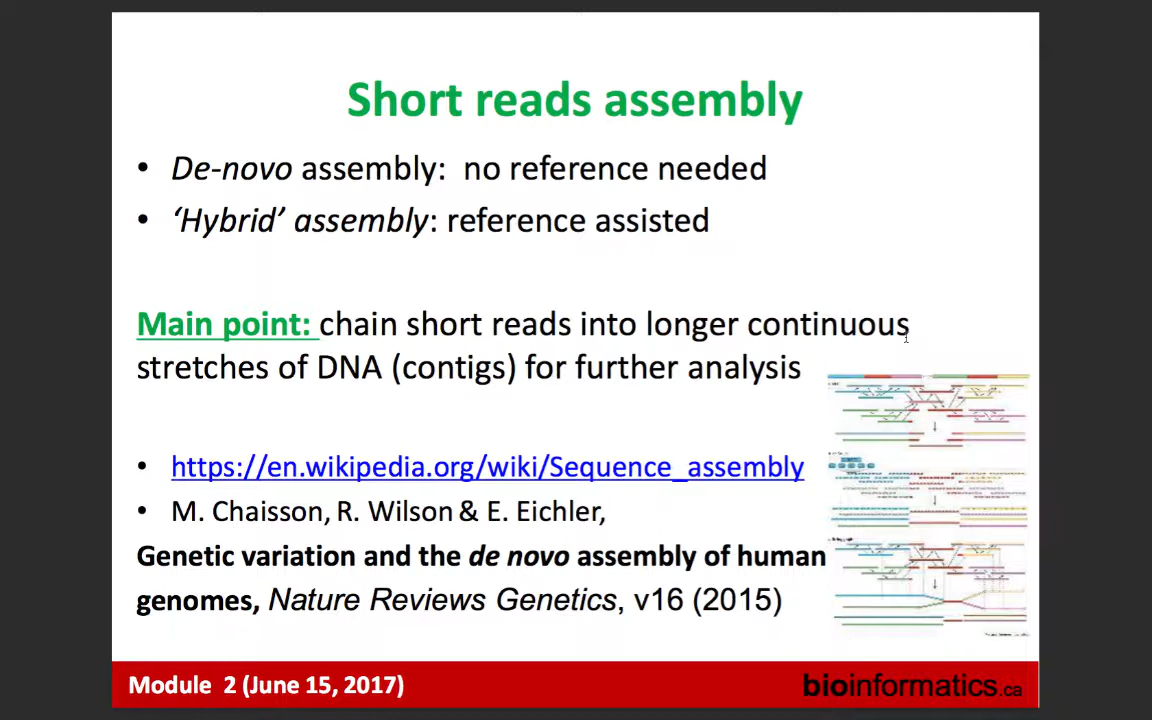 Short reads assembly
• De-novo assembly: no reference needed
• ‘Hybrid’ assembly: reference assisted
Main point: chain short reads into longer continuous
stretches of DNA (contigs) for further analysis
• https://en.wikipedia.org/wiki/Sequence_assembly
• M. Chaisson, R. Wilson & E. Eichler,
Genetic variation and the de novo assembly of human
genomes, Nature Reviews Genetics, v16 (2015)
Module 2 (June 15, 2017)
bioinformatics.ca